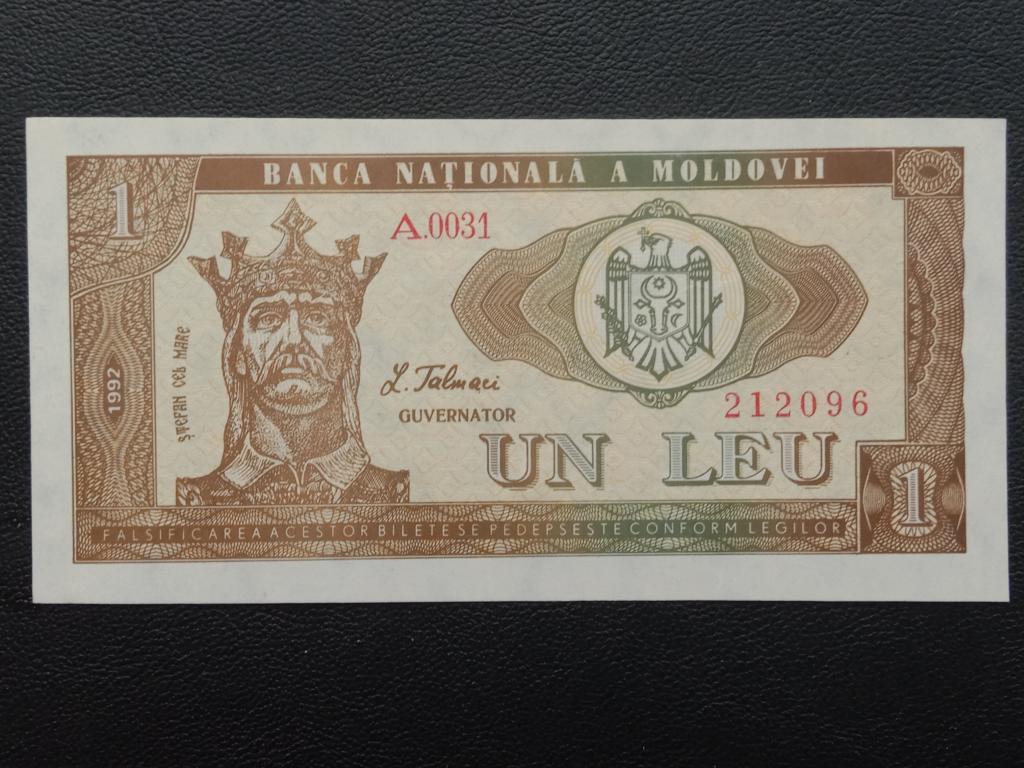 1
BANCA NAȚIONALĂ A MOLDOVEI
A.0031
ȘTEFAN CEL MARE
1992
L. Talmaci
GUVERNATOR
212096
UN LEU
1
FALSIFICAREA ACESTOR BILETE SE PEDEPSESTE CONFORM LEGILOR